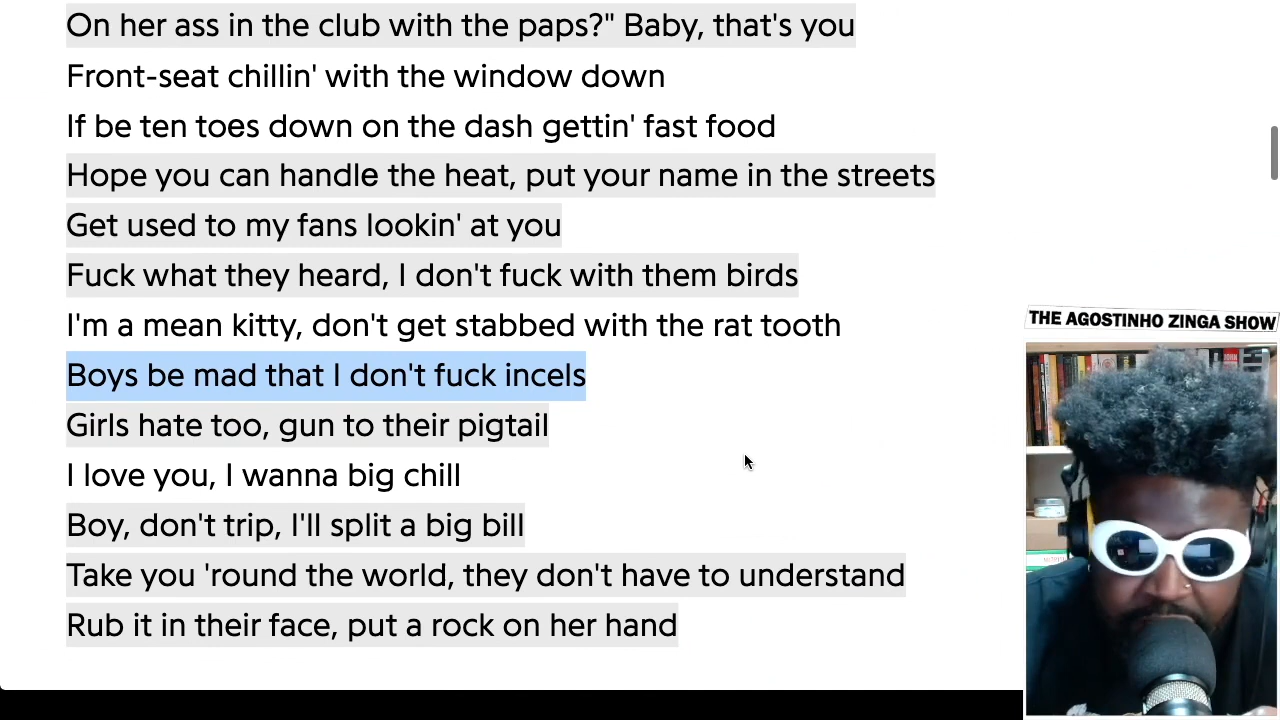 On her ass in the club with the paps?" Baby, that's you
Front-seat chillin' with the window down
If be ten toes down on the dash gettin' fast food
Hope you can handle the heat, put your name in the streets
Get used to my fans lookin' at you
Fuck what they heard, I don't fuck with them birds
I'm a mean kitty, don't get stabbed with the rat tooth
Boys be mad that I don't fuck incels
Girls hate too, gun to their pigtail
I love you, I wanna big chill
Boy, don't trip, I'll split a big bill
Take you 'round the world, they don't have to understand
Rub it in their face, put a rock on her hand
THE AGOSTINHO ZINGA SHOW